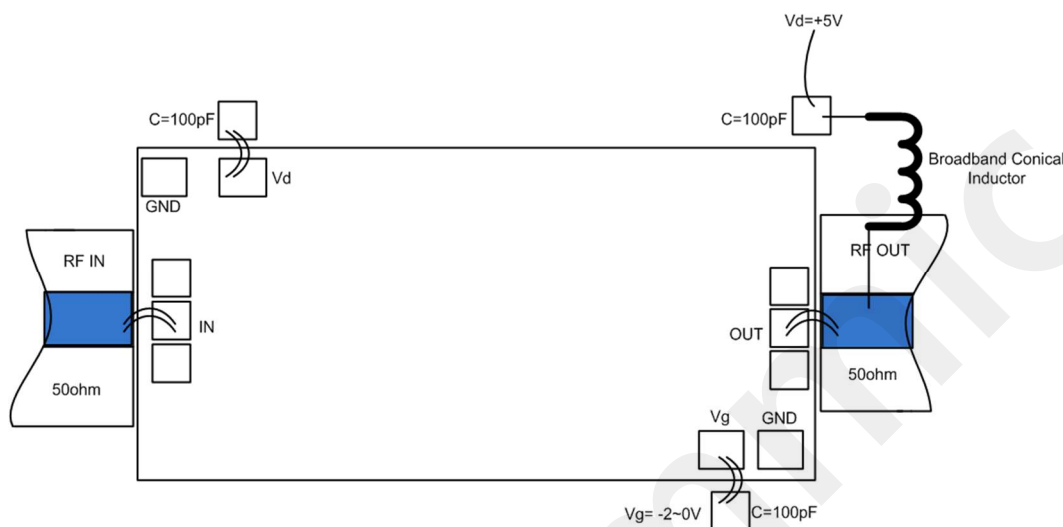 Vd=+5V
C=100pF
C=100pF
Broadband Conical
Inductor
Vd
GND
RF IN
RF OUT
IN
OUT
50ohm
50ohm
Vg
GND
Vg= -2~0V
C=100pF
mmic